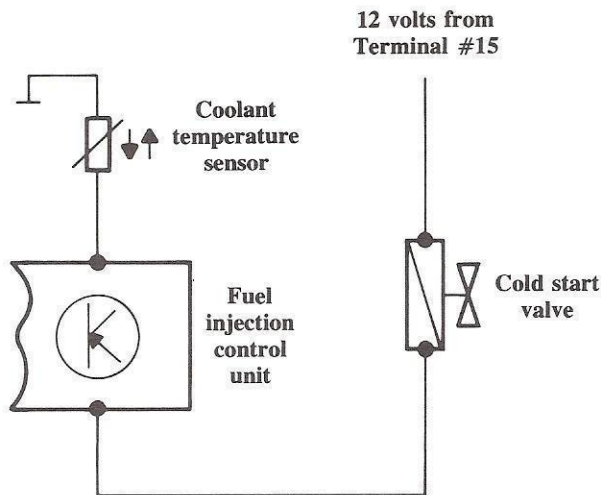 12 volts from
Terminal #15
Coolant
temperature
sensor
Fuel
injection
control
unit
Cold start
valve